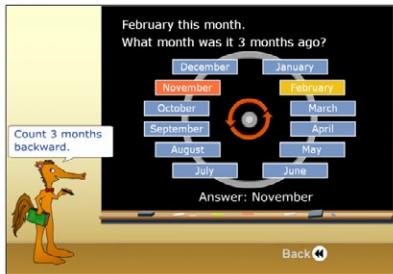 February this month.
What month was it 3 months ago?
December
January
November
February
October
March
September
April
August
May
July
June
Count 3 months
backward.
Answer: November
Back